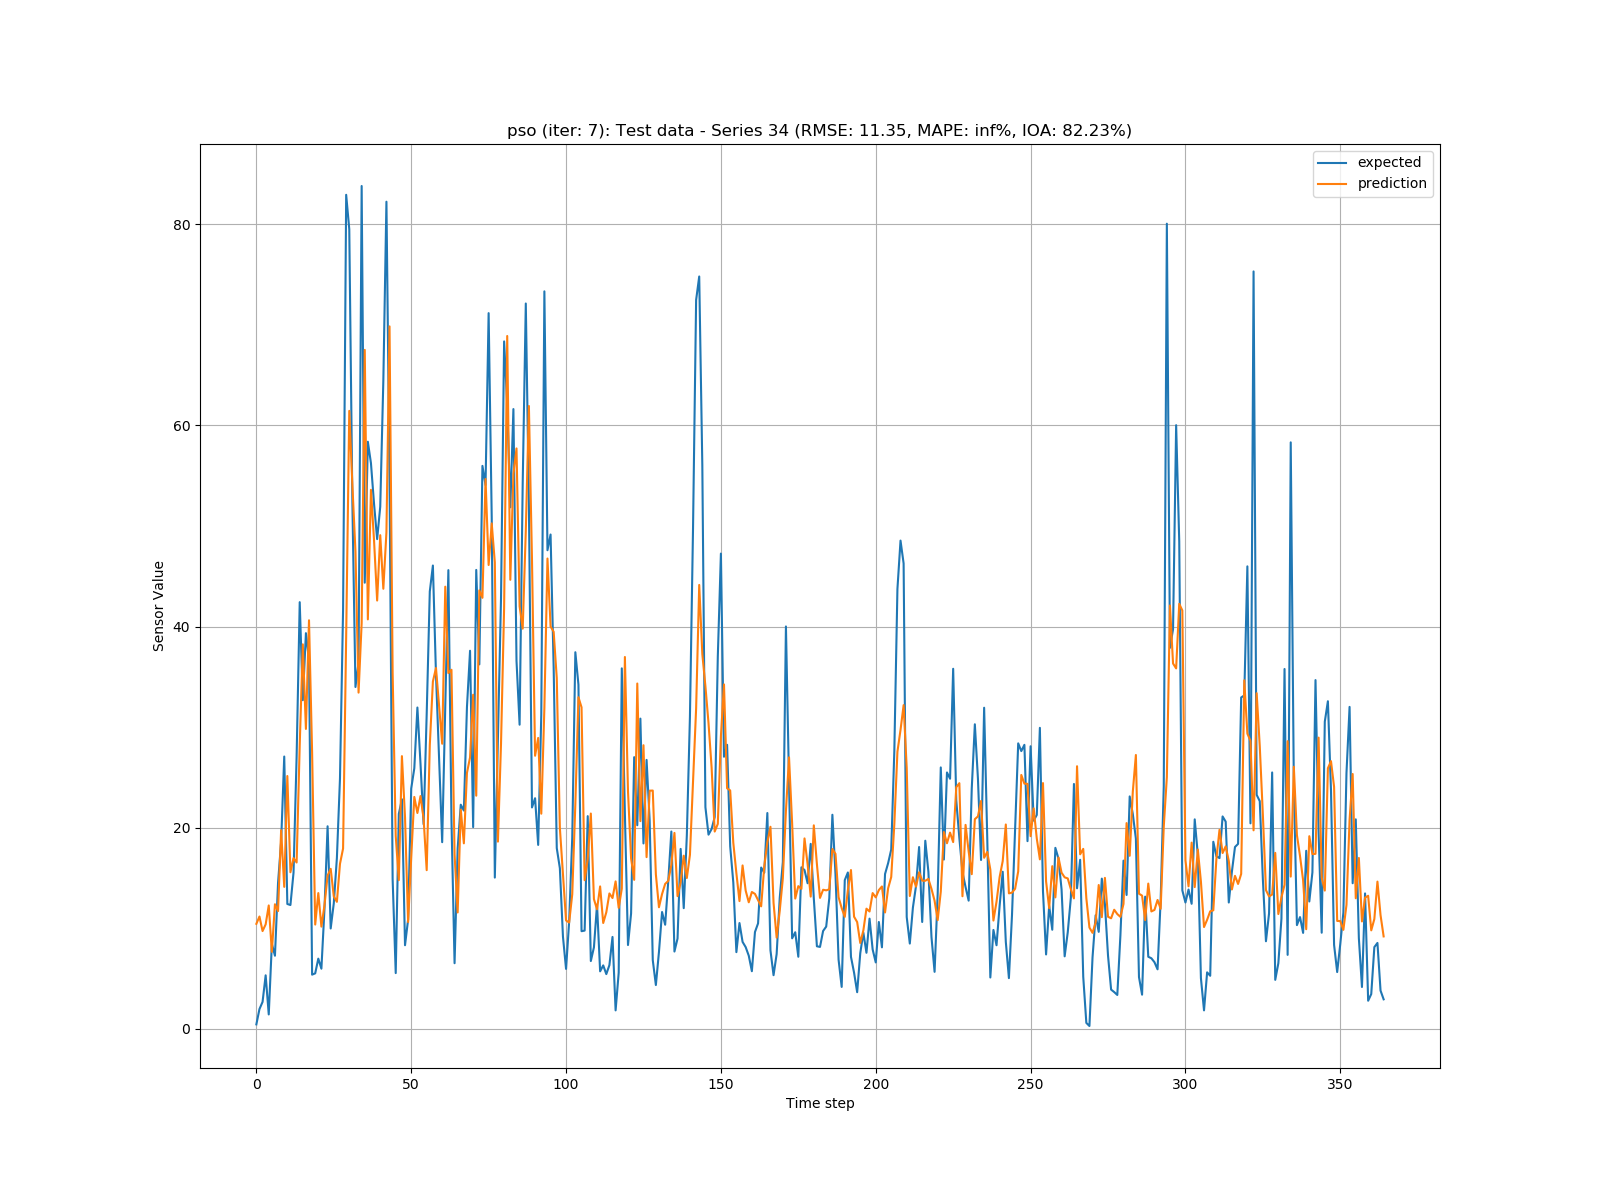 pso (iter: 7): Test data - Series 34 (RMSE: 11.35, MAPE: inf%, IOA: 82.23%)
expected
prediction
80
60
40
20
0
Sensor Value
0 50 100 150 200 250 300 350
Time step